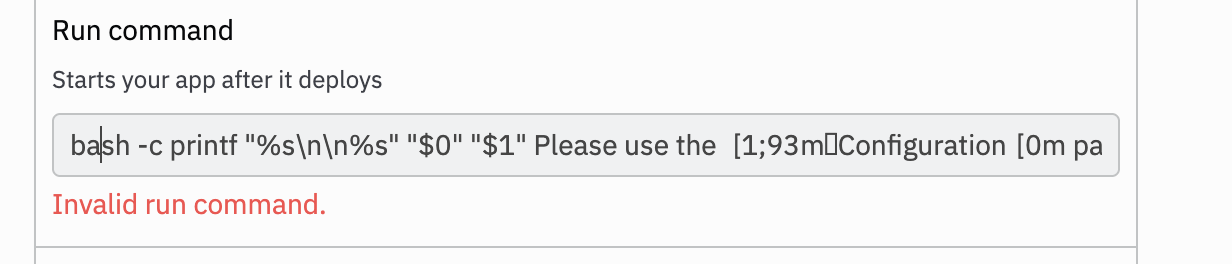 Run command
Starts your app after it deploys
bash -c printf "%s\n\n%s" "$0" "$1" Please use the  [1;93m▯Configuration [0m pa
Invalid run command.